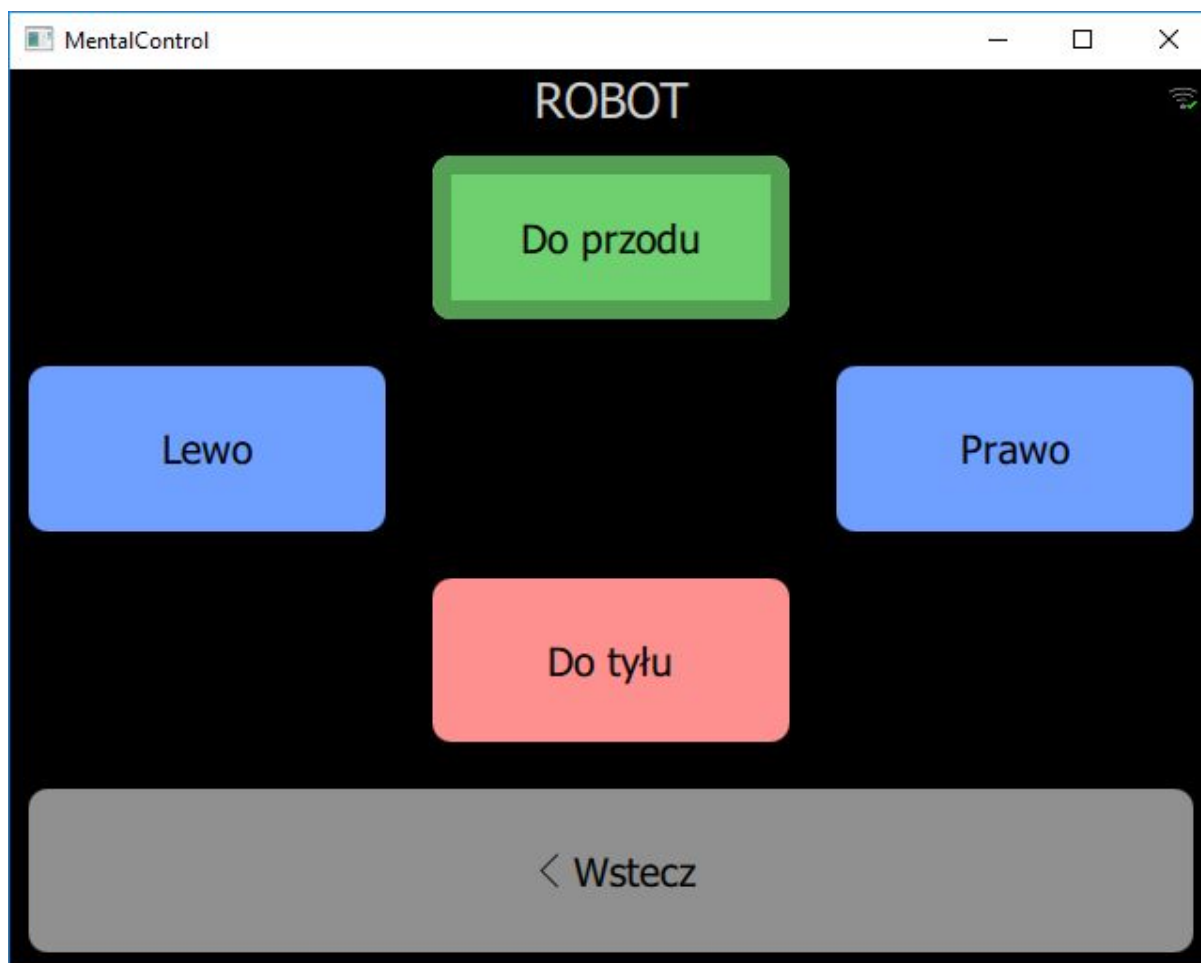 MentalControl
ROBOT
Do przodu
Lewo
Prawo
Do tyłu
< Wstecz